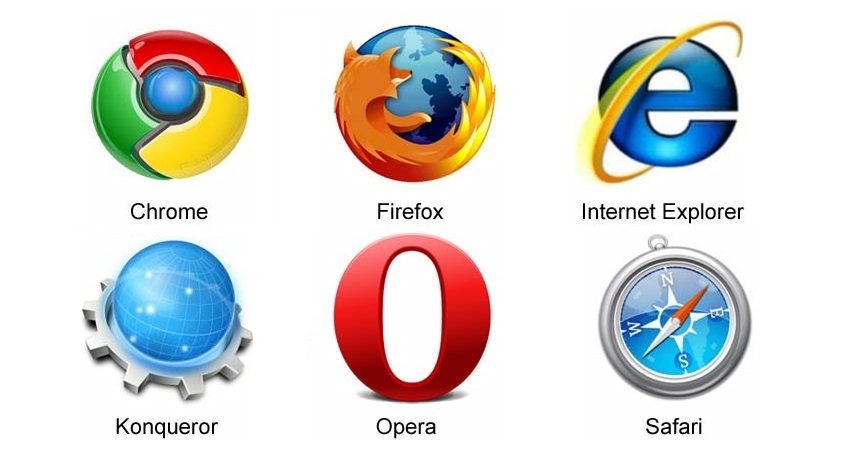 Chrome
Firefox
Internet Explorer
N
E
W
S
Konqueror
Opera
Safari